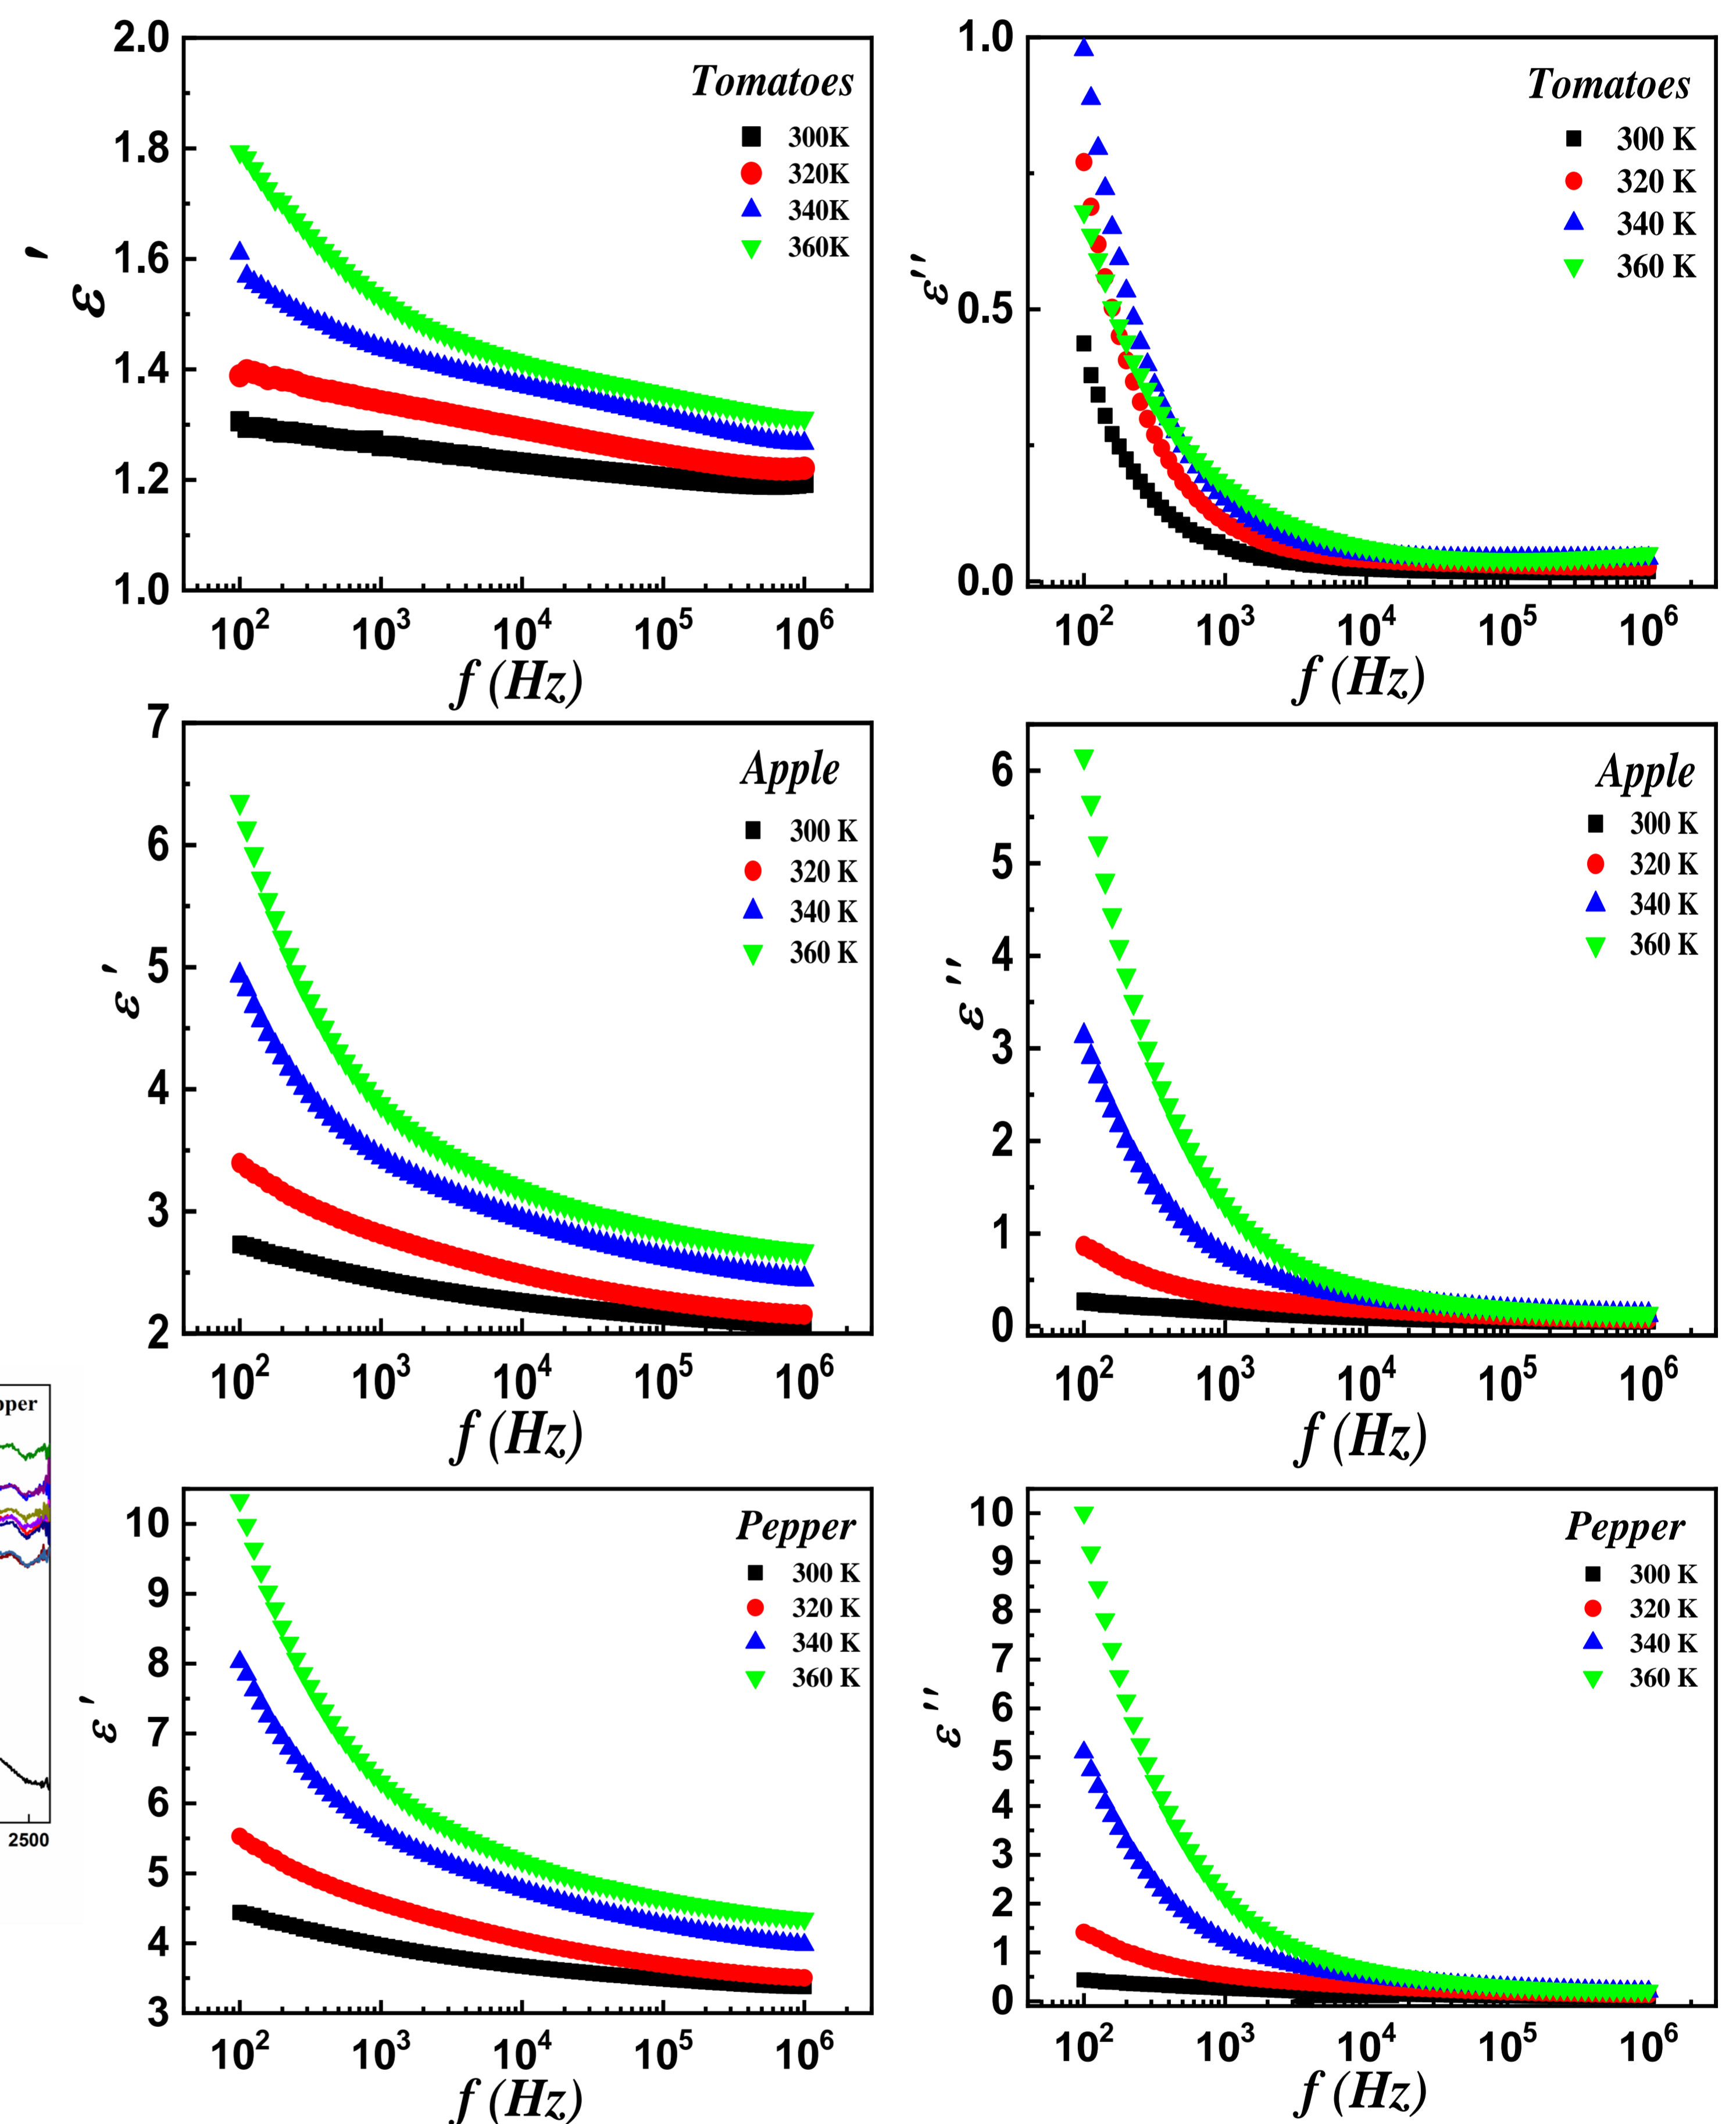 2.0
1.8
1.6
1.4
1.2
1.0
ε '
Tomatoes
300K
320K
340K
360K
10² 10³ 10⁴ 10⁵ 10⁶
f (Hz)
1.0
0.5
0.0
ε''
Tomatoes
300 K
320 K
340 K
360 K
10² 10³ 10⁴ 10⁵ 10⁶
f (Hz)
7
6
5
4
3
2
ε '
Apple
300 K
320 K
340 K
360 K
10² 10³ 10⁴ 10⁵ 10⁶
f (Hz)
6
5
4
3
2
1
0
ε ''
Apple
300 K
320 K
340 K
360 K
10² 10³ 10⁴ 10⁵ 10⁶
f (Hz)
pper
2500
10
9
8
7
6
5
4
3
ε '
Pepper
300 K
320 K
340 K
360 K
10² 10³ 10⁴ 10⁵ 10⁶
f (Hz)
10
9
8
7
6
5
4
3
2
1
0
ε ''
Pepper
300 K
320 K
340 K
360 K
10² 10³ 10⁴ 10⁵ 10⁶
f (Hz)